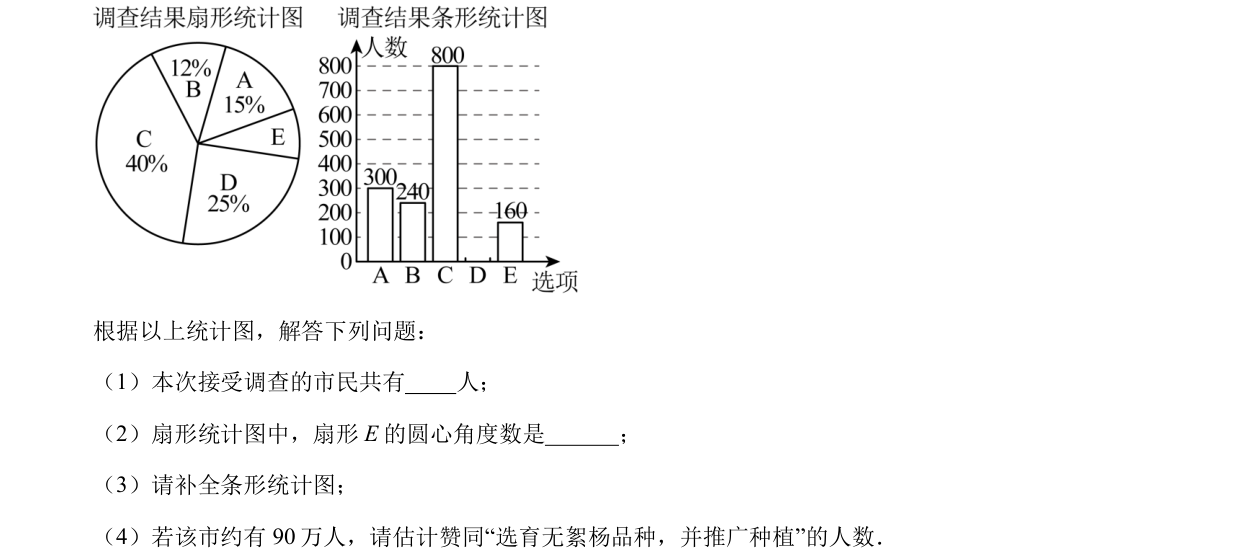 调查结果扇形统计图 调查结果条形统计图
12%
B
A
15%
E
C
40%
D
25%
人数
800
800
700
600
500
400
300
200
100
0
300
240
160
A B C D E 选项
根据以上统计图，解答下列问题：
（1）本次接受调查的市民共有_____人；
（2）扇形统计图中，扇形 E 的圆心角度数是_______；
（3）请补全条形统计图；
（4）若该市约有 90 万人，请估计赞同“选育无絮杨品种，并推广种植”的人数．